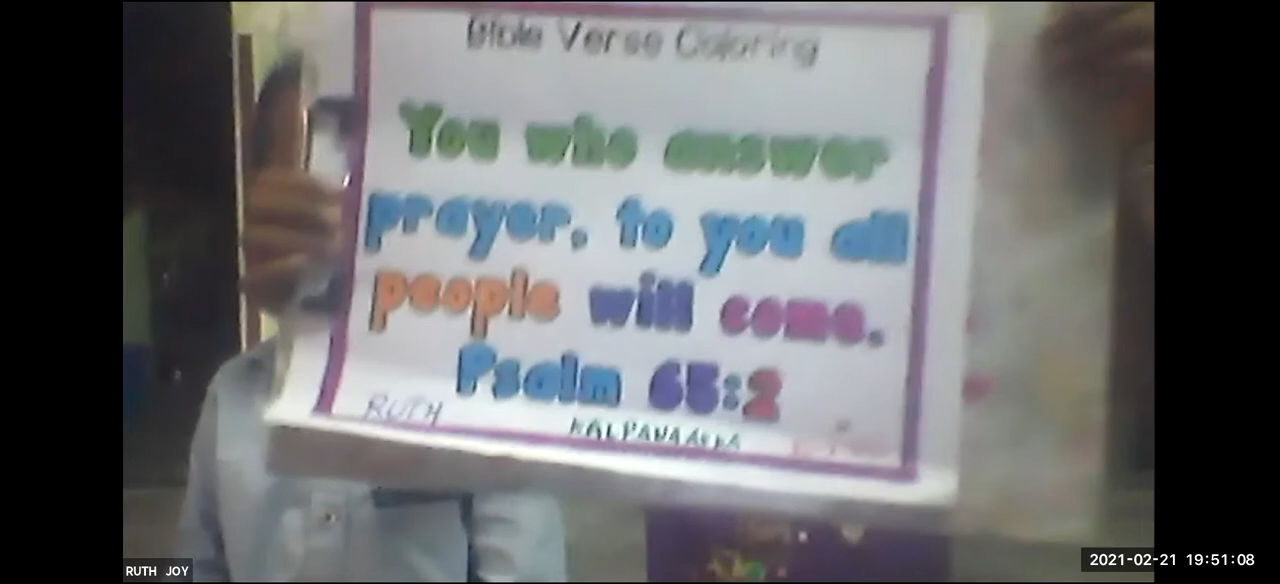 Bible Verse Coloring
You who answer
prayer, to you all
people will come.
Psalm 65:2
RUTH
RUTH JOY
2021-02-21 19:51:08